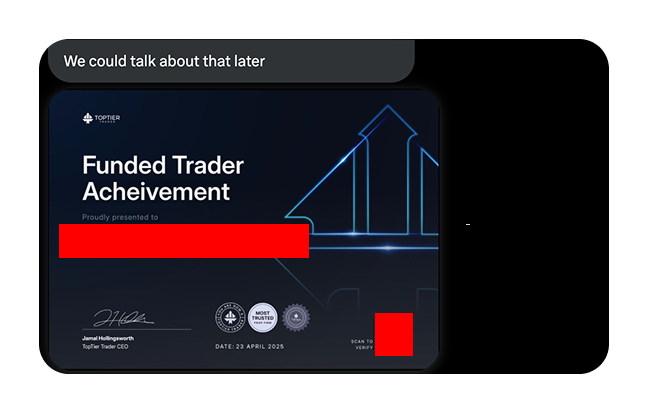 We could talk about that later
TOPTIER
TRADER
Funded Trader
Acheivement
Proudly presented to
MOST
TRUSTED
PROP FIRM
Jamal Hollingsworth
TopTier Trader CEO
DATE: 23 APRIL 2025
SCAN TO
VERIFY